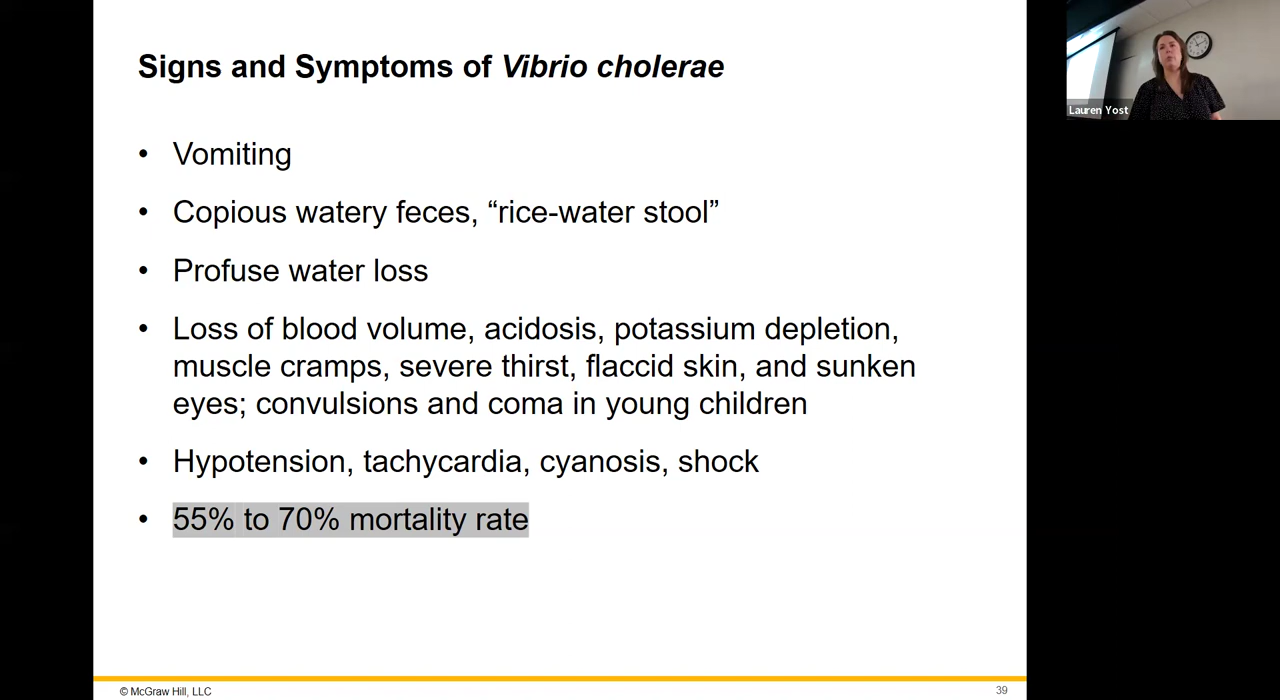 Signs and Symptoms of Vibrio cholerae
• Vomiting
• Copious watery feces, “rice-water stool”
• Profuse water loss
• Loss of blood volume, acidosis, potassium depletion,
muscle cramps, severe thirst, flaccid skin, and sunken
eyes; convulsions and coma in young children
• Hypotension, tachycardia, cyanosis, shock
• 55% to 70% mortality rate
© McGraw Hill, LLC
39
Lauren Yost